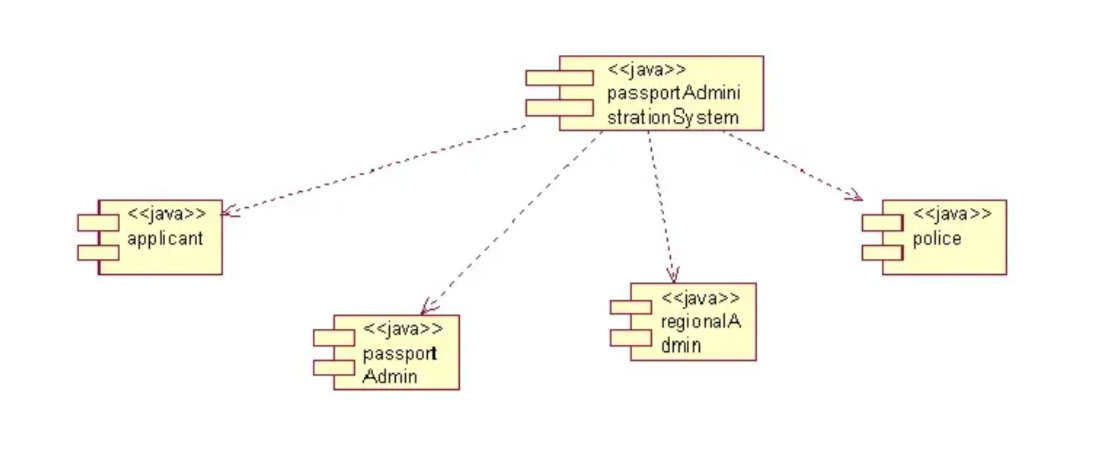 <<java>>
passportAdmini
strationSystem
<<java>>
applicant
<<java>>
police
<<java>>
regionalA
dmin
<<java>>
passport
Admin